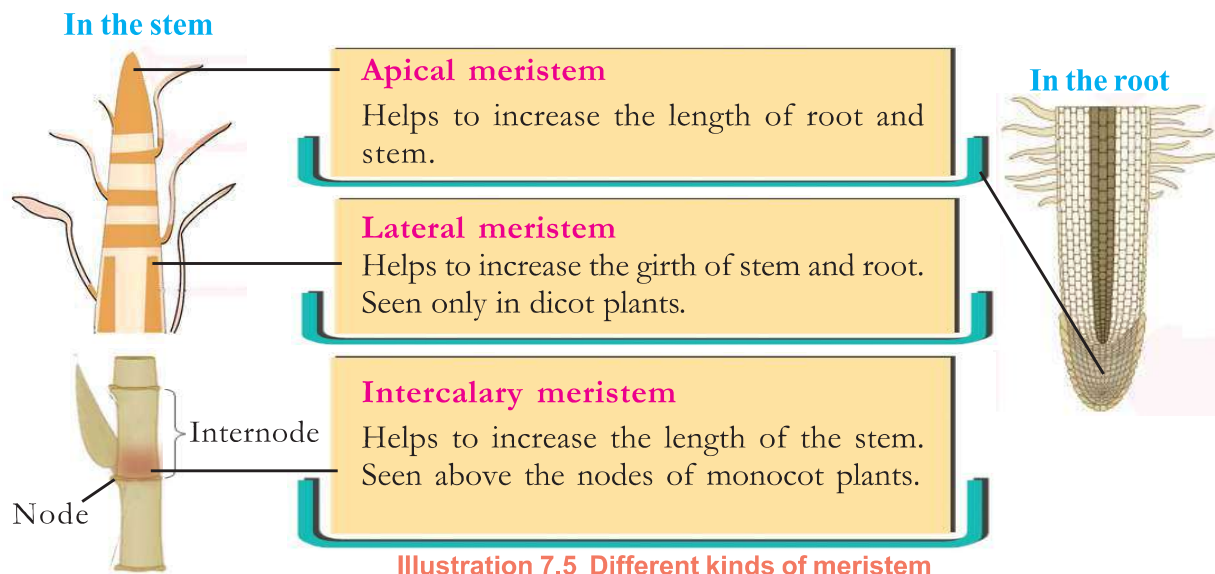 In the stem
Apical meristem
Helps to increase the length of root and
stem.
In the root
Lateral meristem
Helps to increase the girth of stem and root.
Seen only in dicot plants.
Intercalary meristem
Helps to increase the length of the stem.
Seen above the nodes of monocot plants.
Internode
Node
Illustration 7.5 Different kinds of meristem